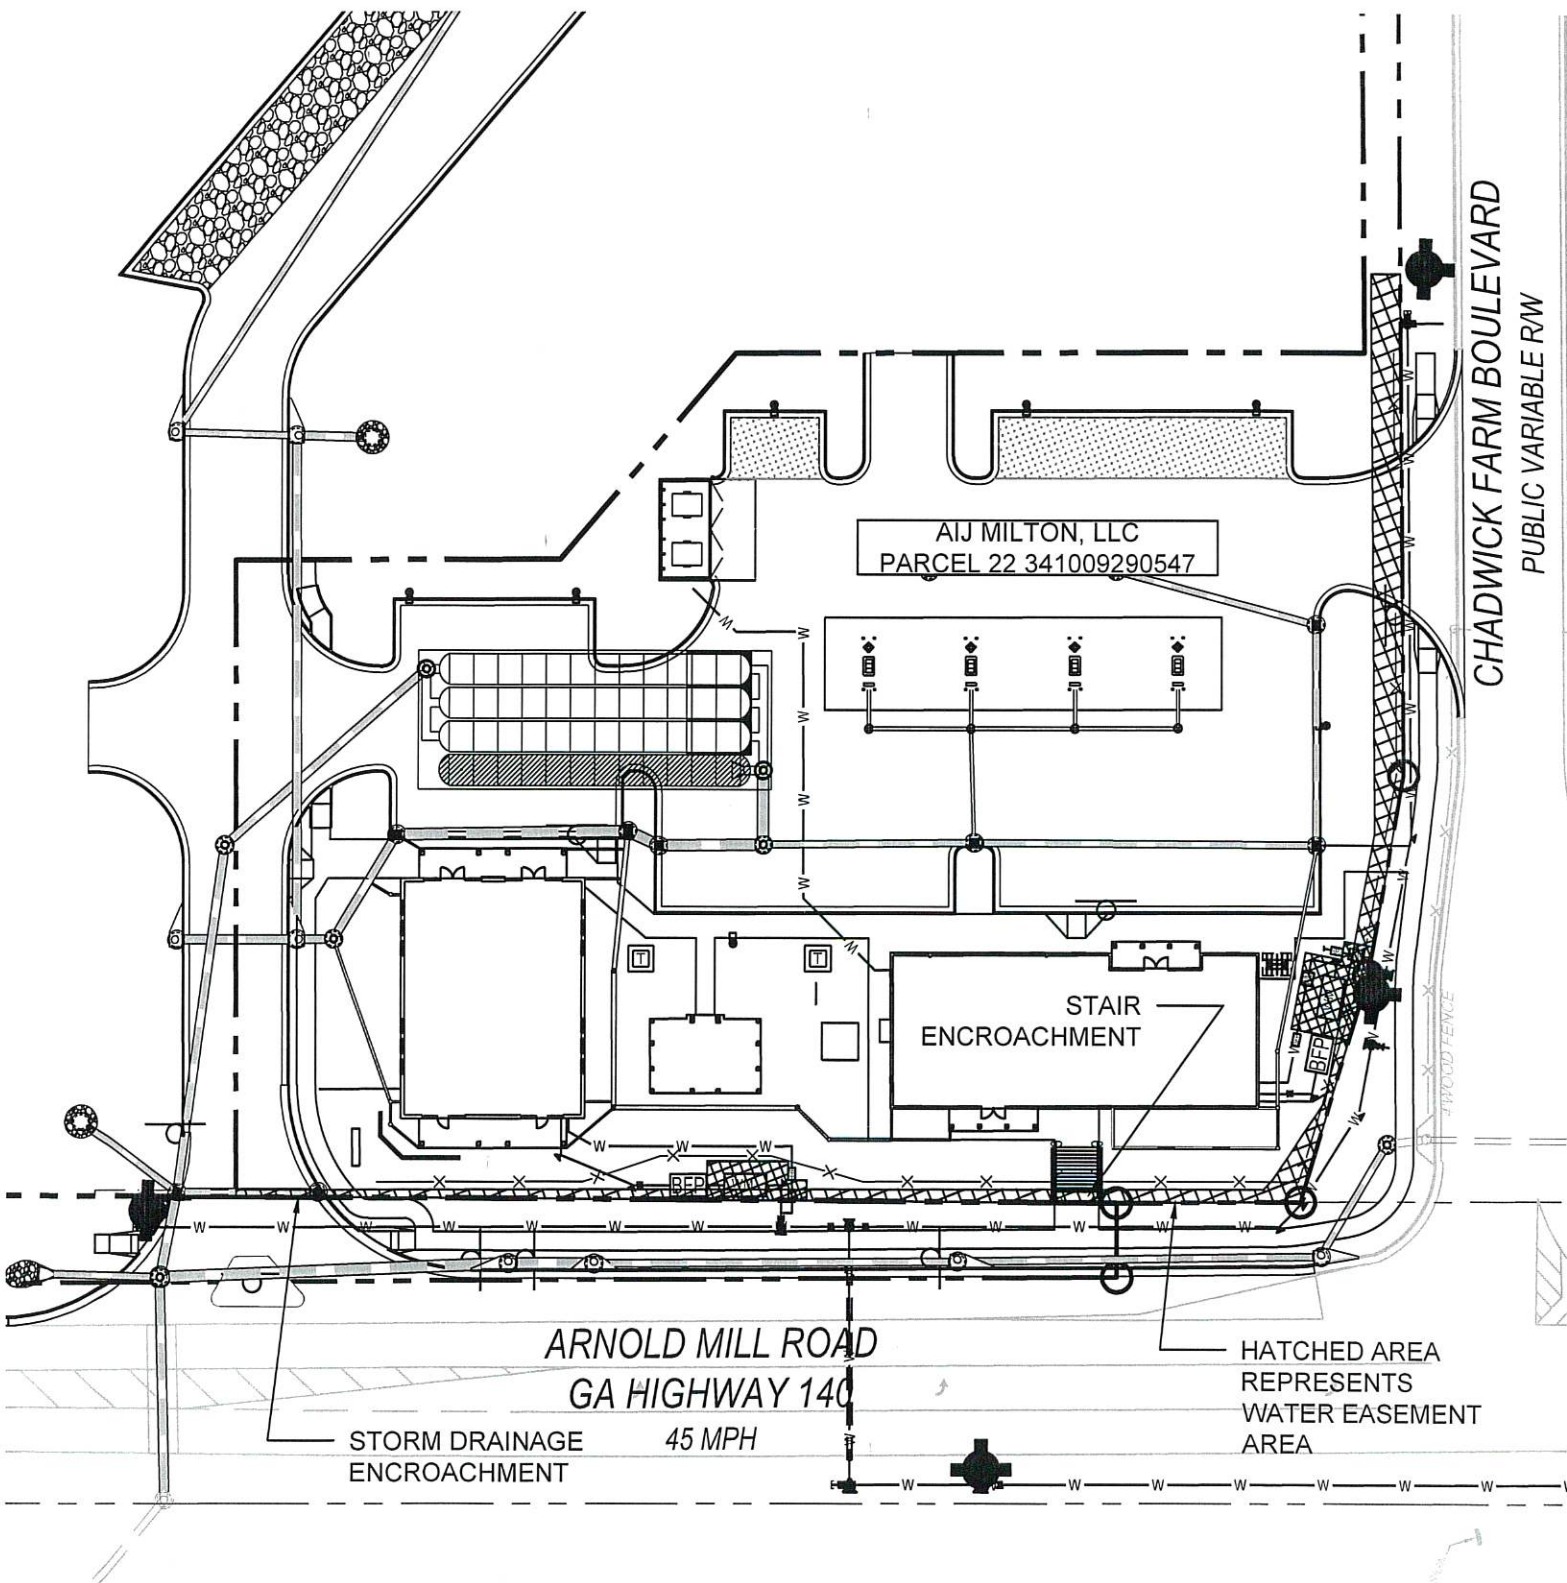 CHADWICK FARM BOULEVARD
PUBLIC VARIABLE R/W
AIJ MILTON, LLC
PARCEL 22 341009290547
T
T
STAIR
ENCROACHMENT
BFP
WOOD FENCE
BFP
ARNOLD MILL ROAD
GA HIGHWAY 140
45 MPH
STORM DRAINAGE
ENCROACHMENT
HATCHED AREA
REPRESENTS
WATER EASEMENT
AREA